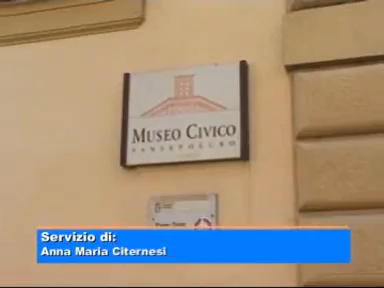 MUSEO CIVICO
SANSEPOLCRO
Servizio di:
Anna Maria Citernesi